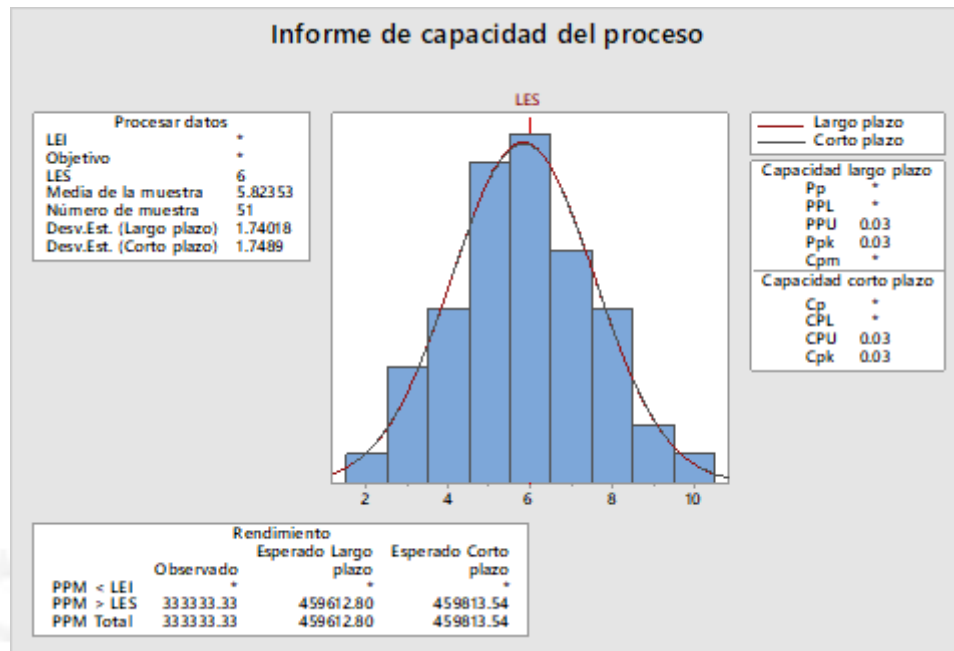 Informe de capacidad del proceso
LES
Procesar datos
LEI *
Objetivo *
LES 6
Media de la muestra 5.82353
Número de muestra 51
Desv.Est. (Largo plazo) 1.74018
Desv.Est. (Corto plazo) 1.7489
Largo plazo
Corto plazo
Capacidad largo plazo
Pp *
PPL *
PPU 0.03
Ppk 0.03
Cpm *
Capacidad corto plazo
Cp *
CPL *
CPU 0.03
Cpk 0.03
2 4 6 8 10
Rendimiento
Esperado Largo Esperado Corto
Observado plazo plazo
PPM < LEI * * *
PPM > LES 333333.33 459612.80 459813.54
PPM Total 333333.33 459612.80 459813.54